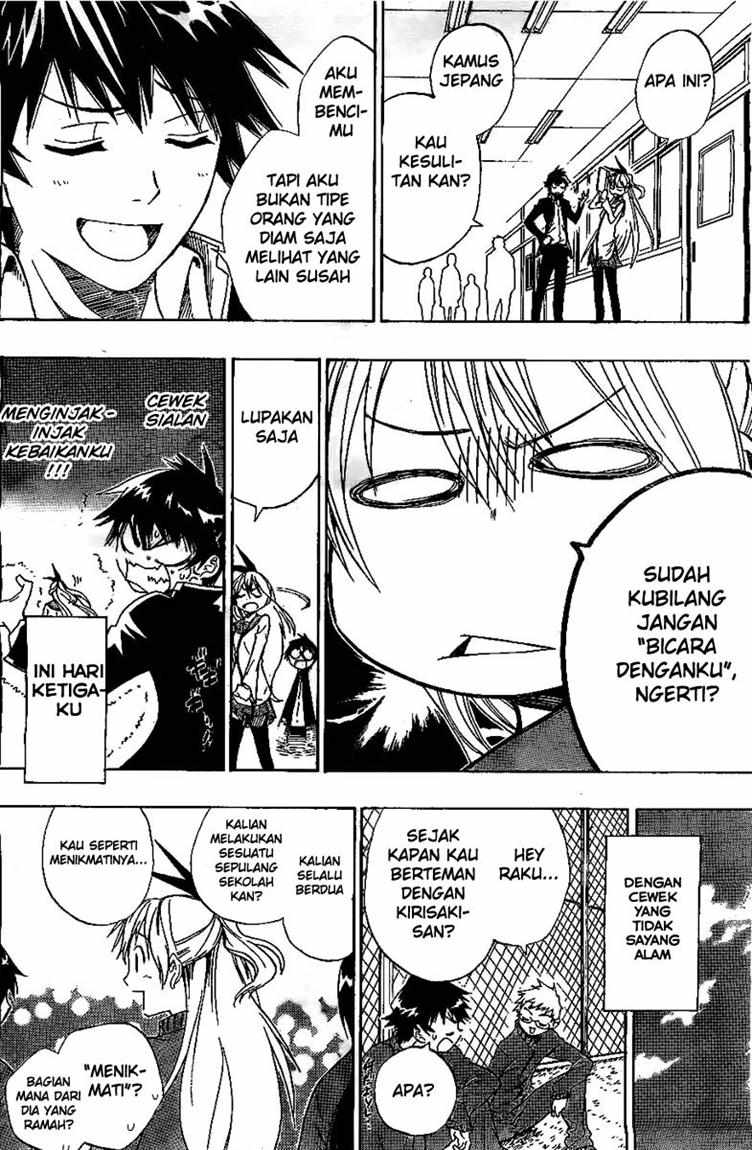 APA INI?
KAMUS
JEPANG
KAU
KESULI-
TAN KAN?
AKU
MEM-
BENCI-
MU
TAPI AKU
BUKAN TIPE
ORANG YANG
DIAM SAJA
MELIHAT YANG
LAIN SUSAH
SUDAH
KUBILANG
JANGAN
"BICARA
DENGANKU",
NGERTI?
LUPAKAN
SAJA
CEWEK
SIALAN
MENGINJAK-
INJAK
KEBAIKANKU
!!!
INI HARI
KETIGA-
KU
DENGAN
CEWEK
YANG
TIDAK
SAYANG
ALAM
HEY
RAKU...
SEJAK
KAPAN KAU
BERTEMAN
DENGAN
KIRISAKI-
SAN?
APA?
KALIAN
SELALU
BERDUA
KALIAN
MELAKUKAN
SESUATU
SEPULANG
SEKOLAH
KAN?
KAU SEPERTI
MENIKMATINYA...
"MENIK-
MATI"?
BAGIAN
MANA DARI
DIA YANG
RAMAH?